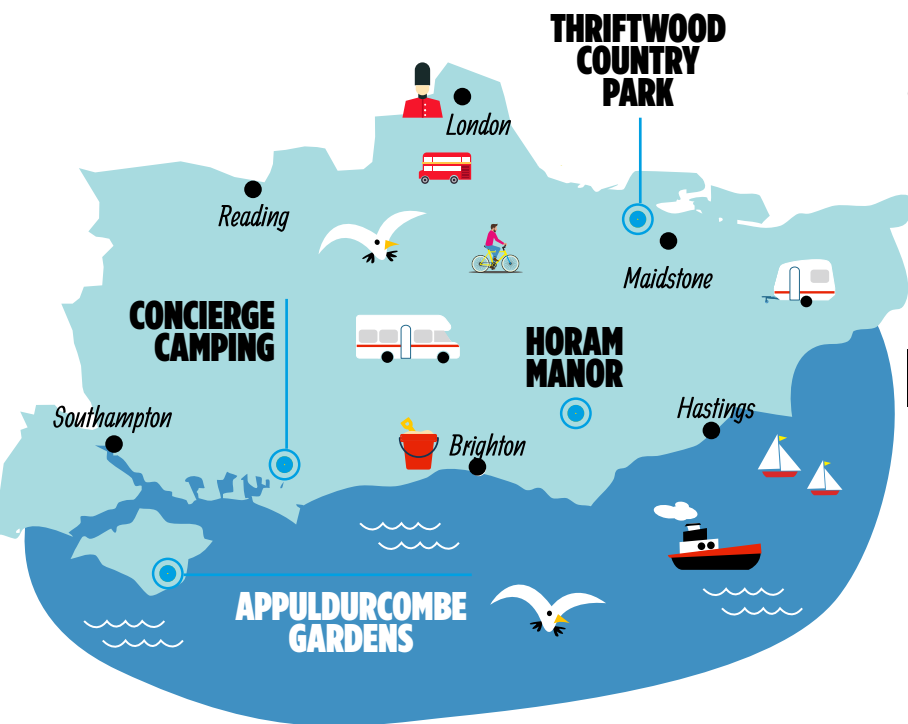 THRIFTWOOD
COUNTRY
PARK
London
Reading
Maidstone
CONCIERGE
CAMPING
HORAM
MANOR
Southampton
Hastings
Brighton
APPULDURCOMBE
GARDENS